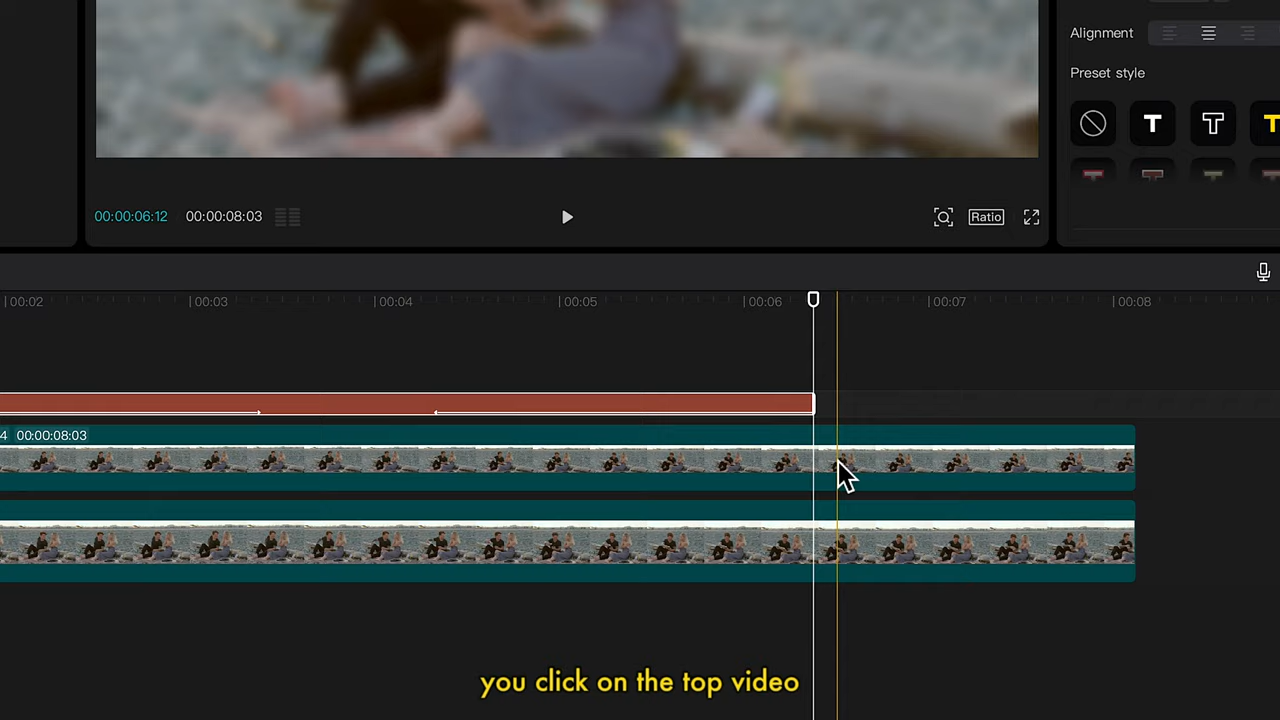 Alignment
Preset style
T T T
00:00:06:12 00:00:08:03
Ratio
00:02 00:03 00:04 00:05 00:06 00:07 00:08
4 00:00:08:03
you click on the top video